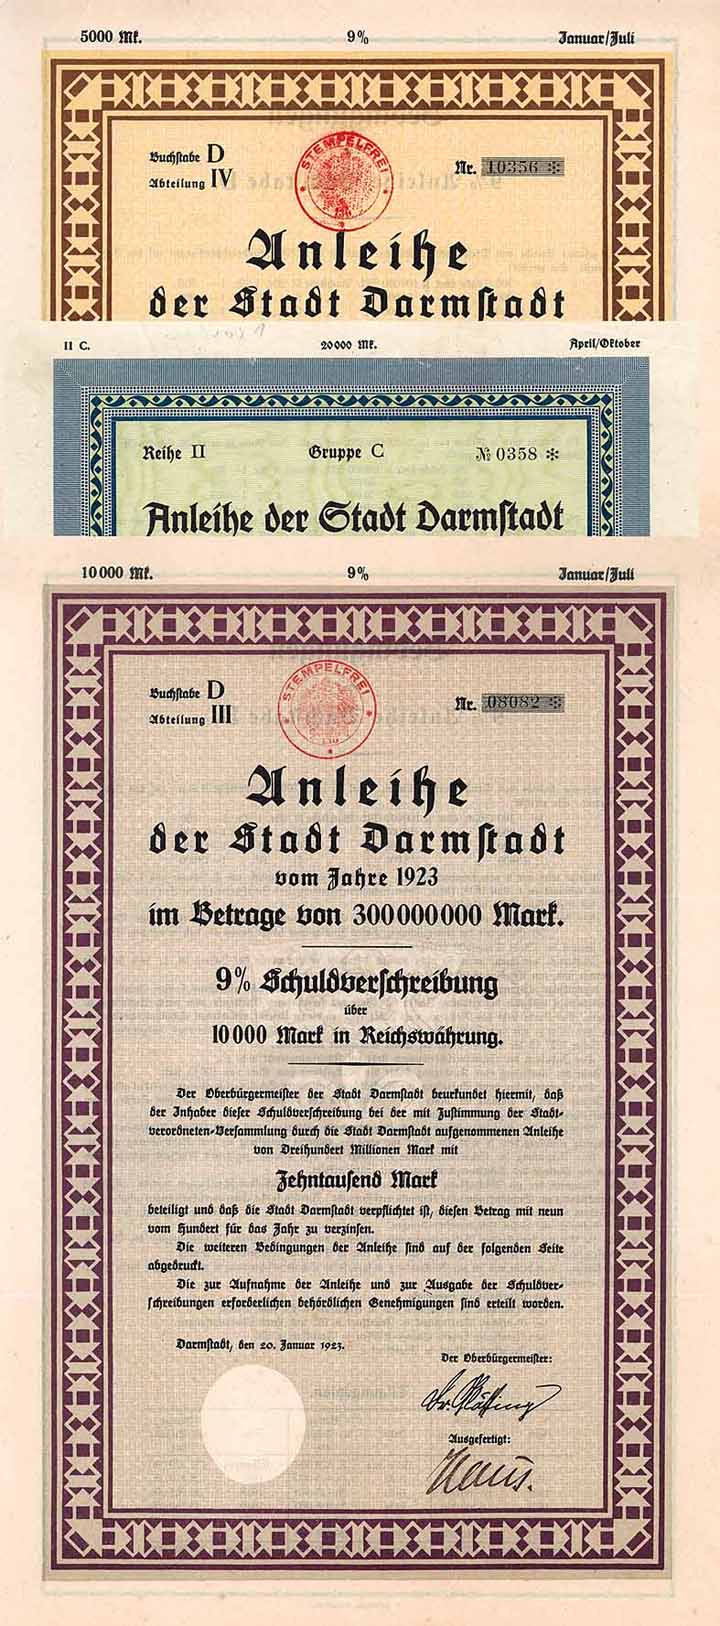 5000 Mk. 9% Januar/Juli
Buchstabe D
Abteilung IV
STEMPELFREI
Nr. 10356 ✻
Anleihe
der Stadt Darmstadt
II C. 20000 Mk. April/Oktober
Reihe II Gruppe C № 0358 ✻
Anleihe der Stadt Darmstadt
10000 Mk. 9% Januar/Juli
Buchstabe D
Abteilung III
STEMPELFREI
Nr. 08082 ✻
Anleihe
der Stadt Darmstadt
vom Jahre 1923
im Betrage von 300000000 Mark.
9% Schuldverschreibung
über
10000 Mark in Reichswährung.
Der Oberbürgermeister der Stadt Darmstadt beurkundet hiermit, daß
der Inhaber dieser Schuldverschreibung bei der mit Zustimmung der Stadt-
verordneten-Versammlung durch die Stadt Darmstadt aufgenommenen Anleihe
von Dreihundert Millionen Mark mit
Zehntausend Mark
beteiligt und daß die Stadt Darmstadt verpflichtet ist, diesen Betrag mit neun
vom Hundert für das Jahr zu verzinsen.
Die weiteren Bedingungen der Anleihe sind auf der folgenden Seite
abgedruckt.
Die zur Aufnahme der Anleihe und zur Ausgabe der Schuldver-
schreibungen erforderlichen behördlichen Genehmigungen sind erteilt worden.
Darmstadt, den 20. Januar 1923.
Der Oberbürgermeister:
Ausgefertigt: